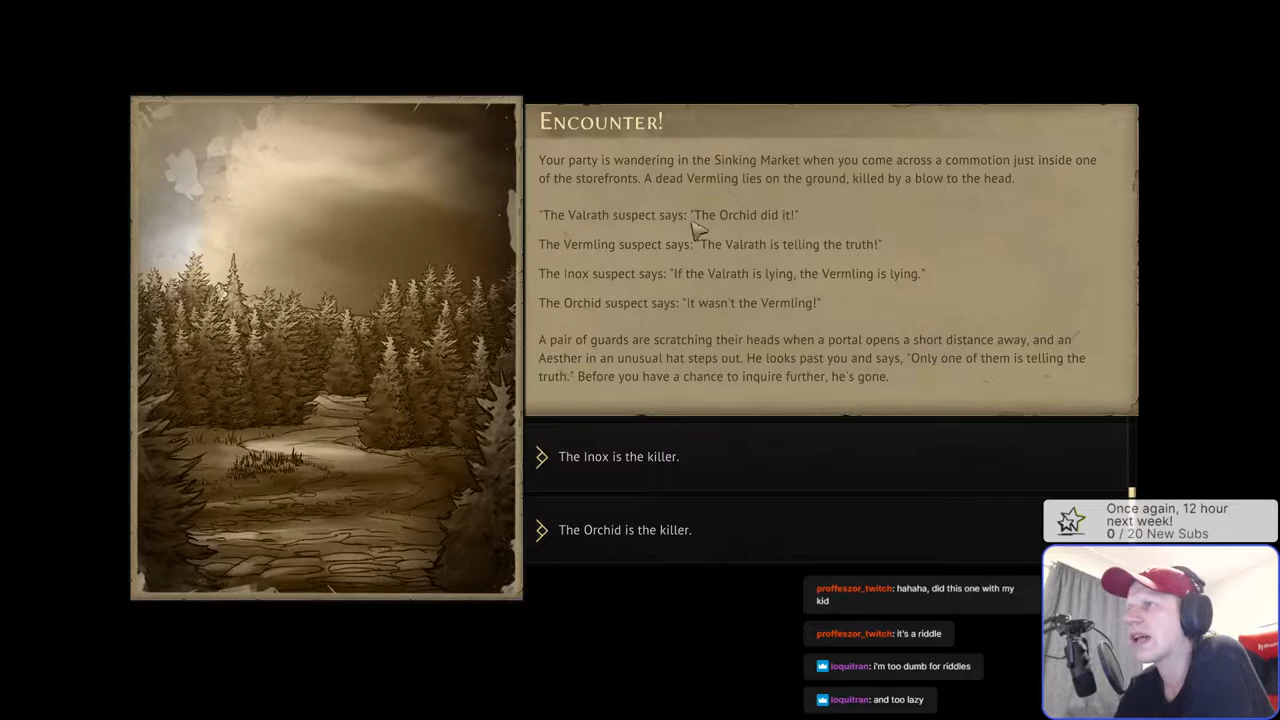 ENCOUNTER!
Your party is wandering in the Sinking Market when you come across a commotion just inside one
of the storefronts. A dead Vermling lies on the ground, killed by a blow to the head.
"The Valrath suspect says: "The Orchid did it!"
The Vermling suspect says: "The Valrath is telling the truth!"
The Inox suspect says: "If the Valrath is lying, the Vermling is lying."
The Orchid suspect says: "It wasn't the Vermling!"
A pair of guards are scratching their heads when a portal opens a short distance away, and an
Aesther in an unusual hat steps out. He looks past you and says, "Only one of them is telling the
truth." Before you have a chance to inquire further, he's gone.
The Inox is the killer.
The Orchid is the killer.
Once again, 12 hour
next week!
0 / 20 New Subs
proffeszor_twitch: hahaha, did this one with my
kid
proffeszor_twitch: it's a riddle
loquitran: i'm too dumb for riddles
loquitran: and too lazy